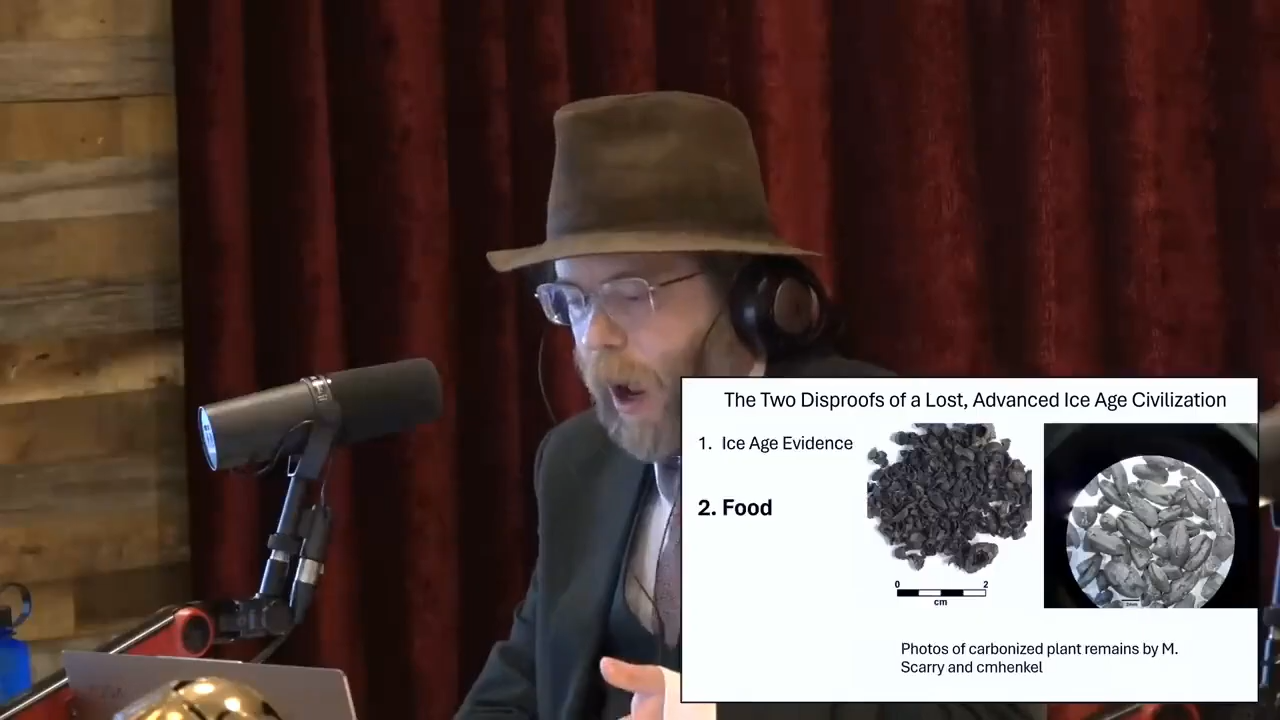 The Two Disproofs of a Lost, Advanced Ice Age Civilization
1. Ice Age Evidence
2. Food
0 2
cm
Photos of carbonized plant remains by M.
Scarry and cmhenkel